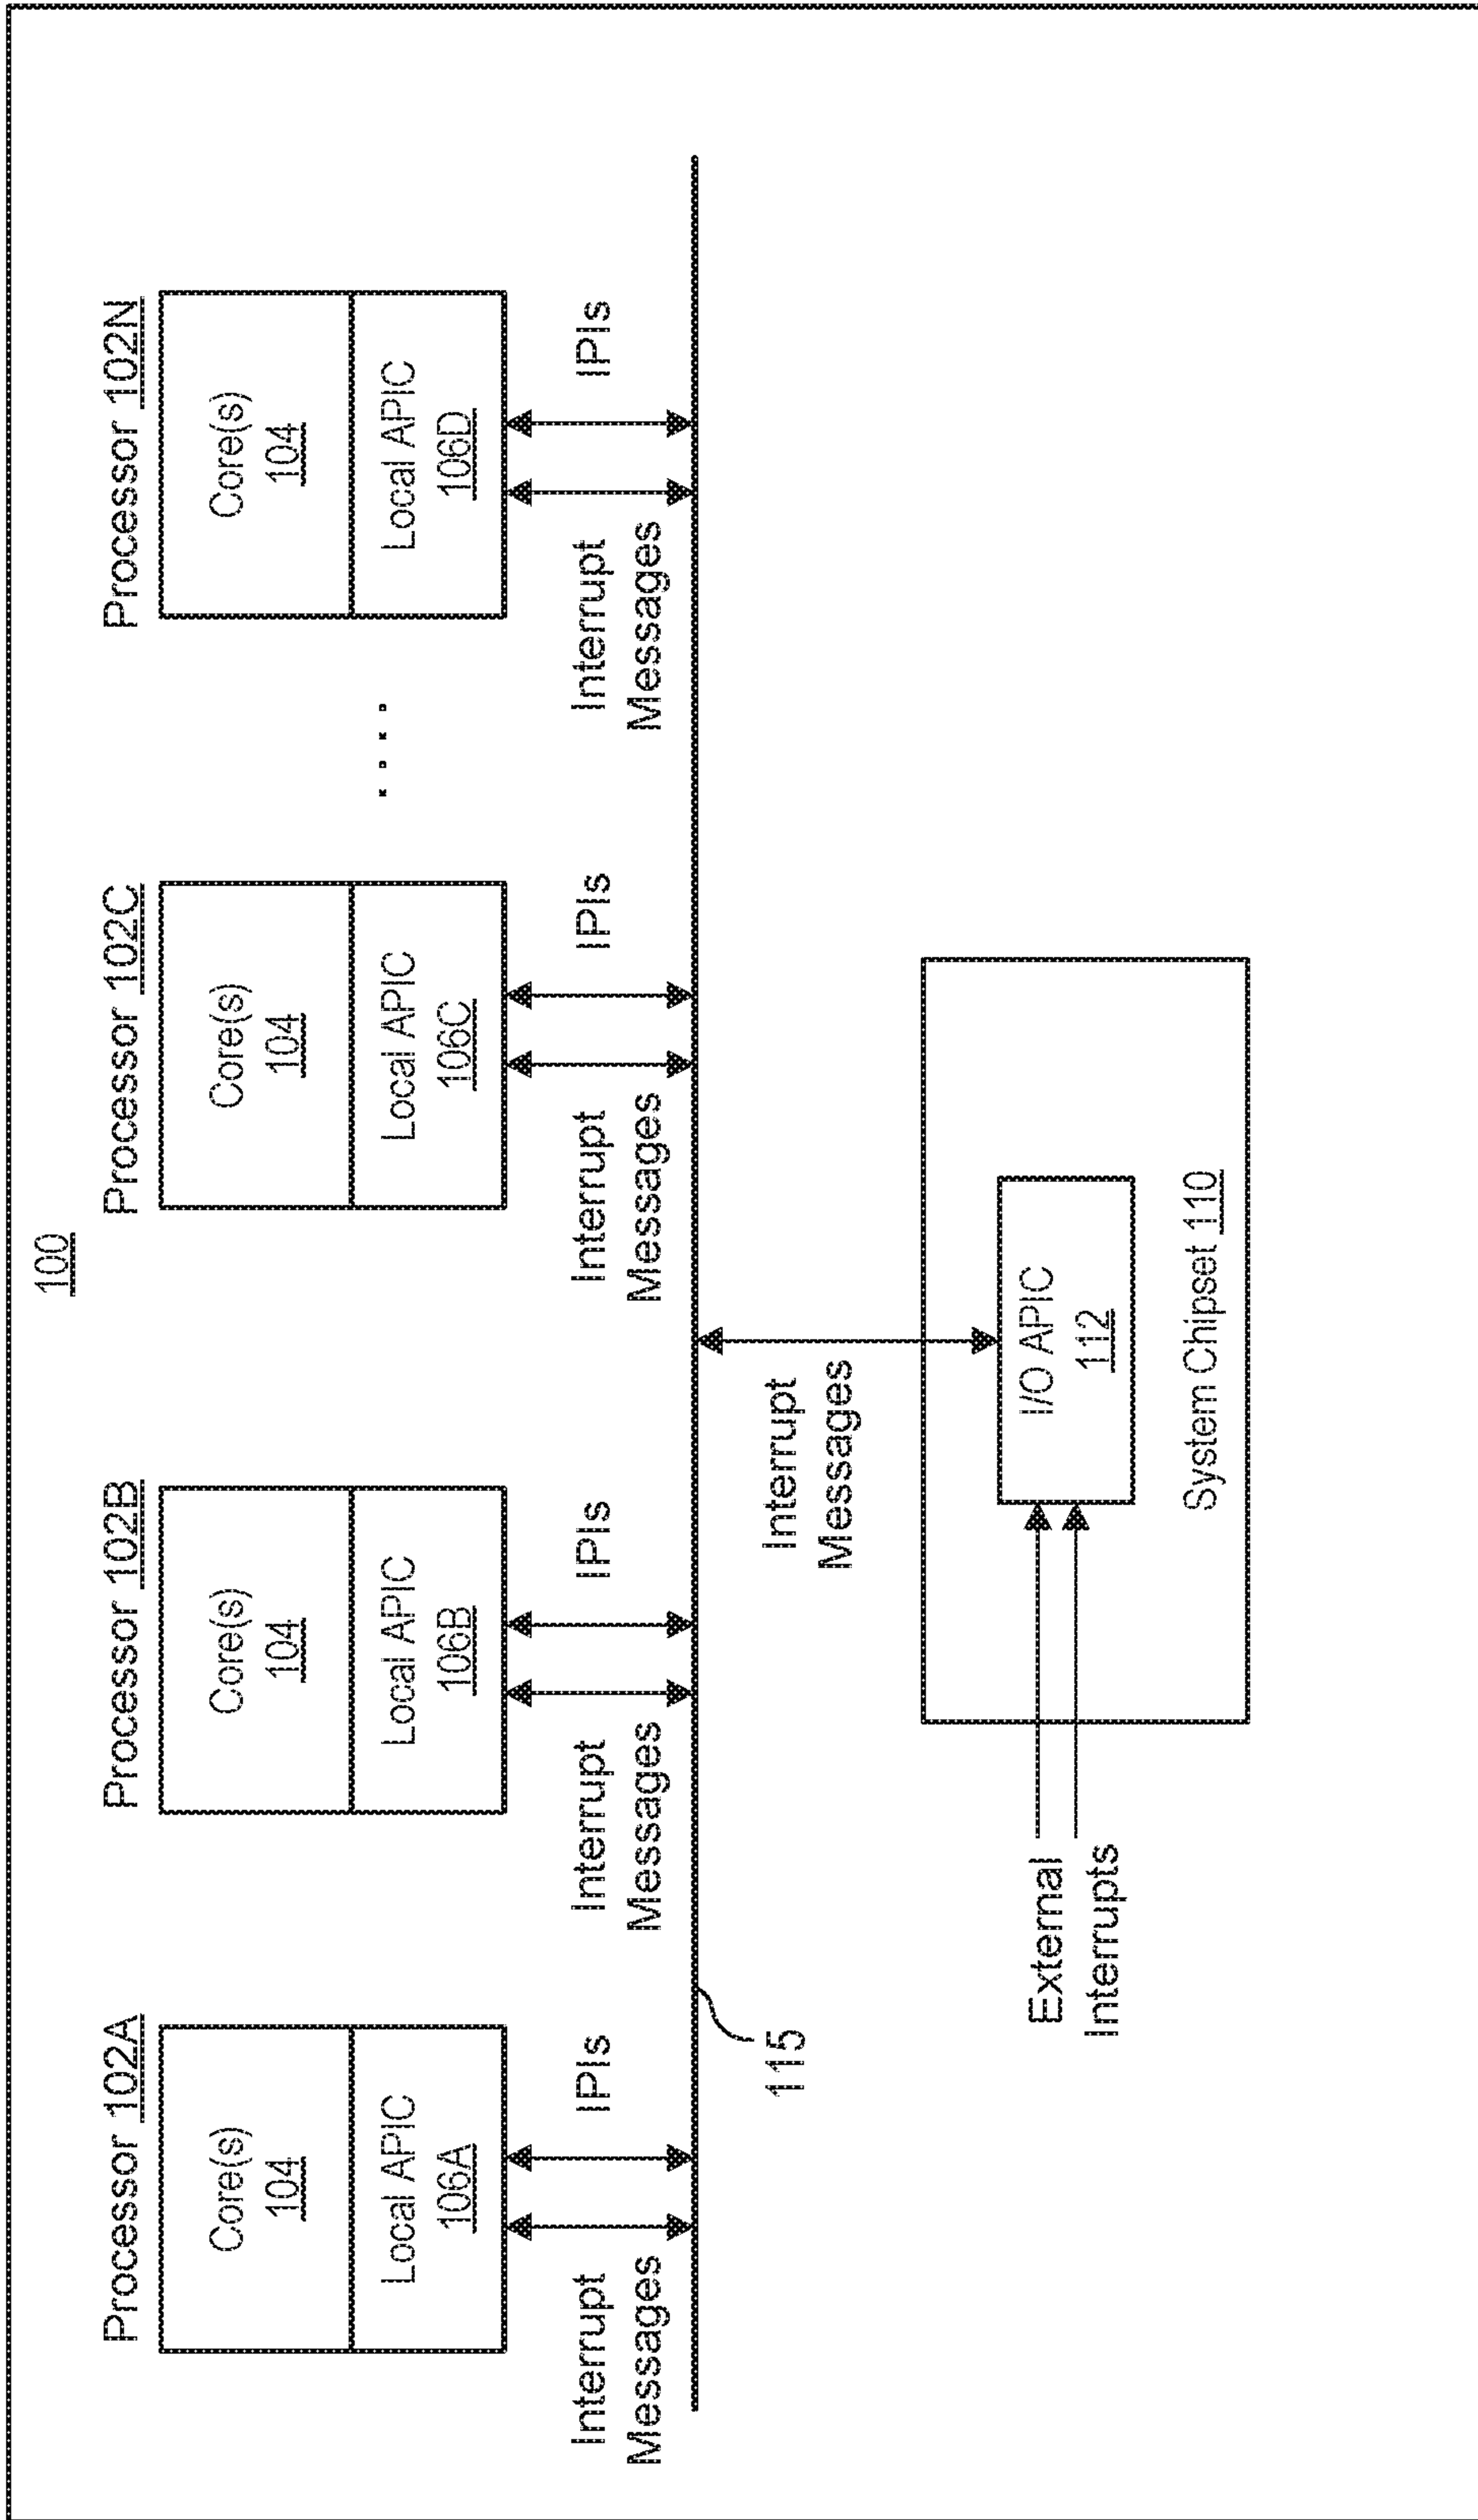 100
Processor 102A
Core(s)
104
Local APIC
106A
Interrupt
Messages
IPIs
Processor 102B
Core(s)
104
Local APIC
106B
Interrupt
Messages
IPIs
Processor 102C
Core(s)
104
Local APIC
106C
Interrupt
Messages
IPIs
Processor 102N
Core(s)
104
Local APIC
106D
Interrupt
Messages
IPIs
. . . .
115
Interrupt
Messages
External
Interrupts
I/O APIC
112
System Chipset 110